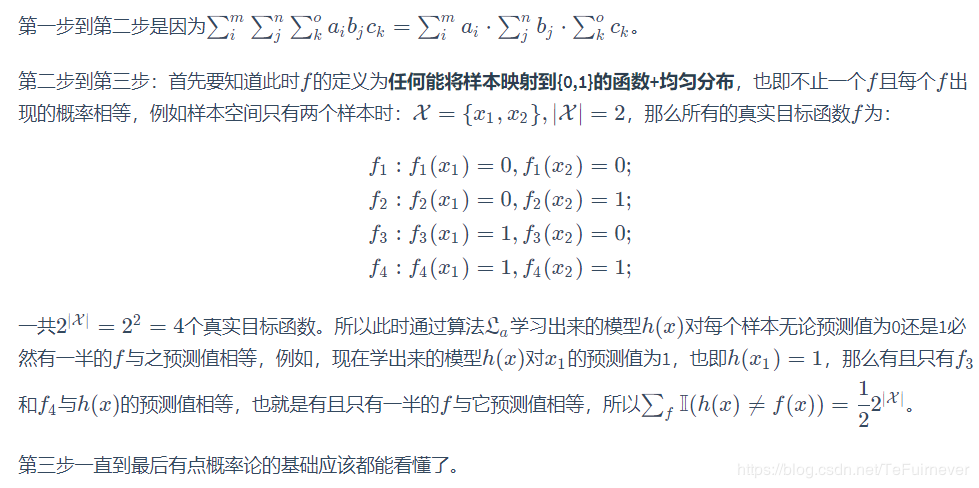 第一步到第二步是因为$\sum_i^m \sum_j^n \sum_k^o a_i b_j c_k = \sum_i^m a_i \cdot \sum_j^n b_j \cdot \sum_k^o c_k$。
第二步到第三步：首先要知道此时$f$的定义为任何能将样本映射到{0,1}的函数+均匀分布，也即不止一个$f$且每个$f$出
现的概率相等，例如样本空间只有两个样本时：$\mathcal{X} = \{x_1, x_2\}, |\mathcal{X}| = 2$，那么所有的真实目标函数$f$为：
$f_1 : f_1(x_1) = 0, f_1(x_2) = 0;$
$f_2 : f_2(x_1) = 0, f_2(x_2) = 1;$
$f_3 : f_3(x_1) = 1, f_3(x_2) = 0;$
$f_4 : f_4(x_1) = 1, f_4(x_2) = 1;$
一共$2^{|\mathcal{X}|} = 2^2 = 4$个真实目标函数。所以此时通过算法$\mathfrak{L}_a$学习出来的模型$h(x)$对每个样本无论预测值为0还是1必
然有一半的$f$与之预测值相等，例如，现在学出来的模型$h(x)$对$x_1$的预测值为1，也即$h(x_1) = 1$，那么有且只有$f_3$
和$f_4$与$h(x)$的预测值相等，也就是有且只有一半的$f$与它预测值相等，所以$\sum_f \mathbb{I}(h(x) \neq f(x)) = \frac{1}{2} 2^{|\mathcal{X}|}$。
第三步一直到最后有点概率论的基础应该都能看懂了。
https://blog.csdn.net/TeFuirnever